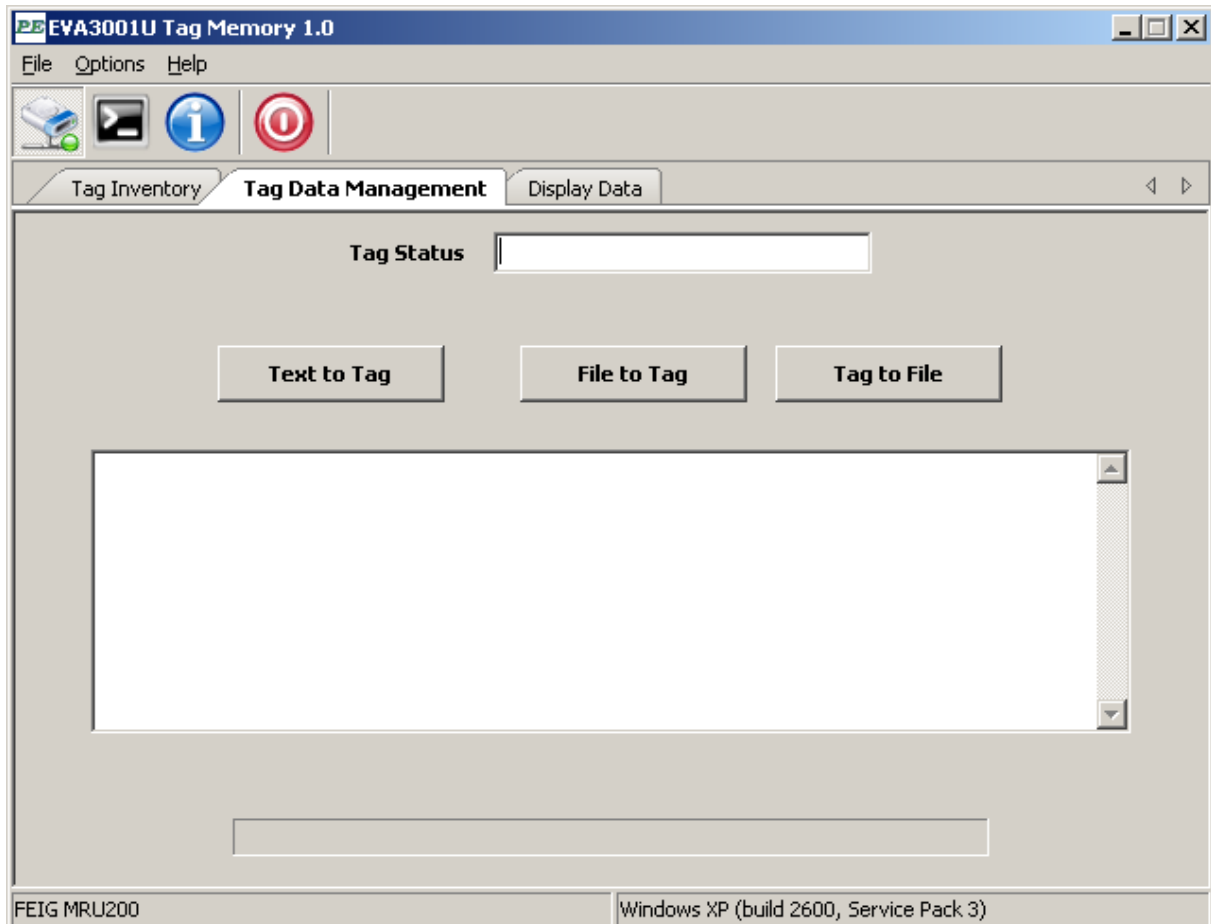 PE EVA3001U Tag Memory 1.0
File Options Help
Tag Inventory Tag Data Management Display Data
Tag Status
Text to Tag File to Tag Tag to File
FEIG MRU200 Windows XP (build 2600, Service Pack 3)